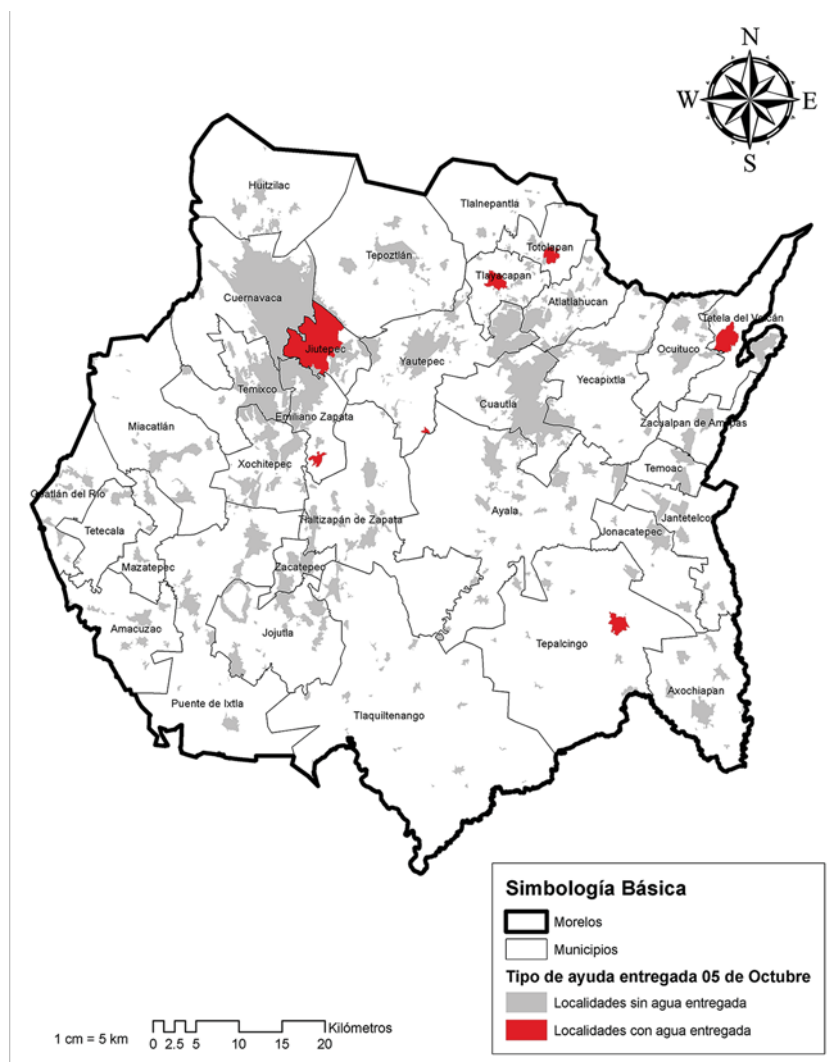 N
W E
S
Huitzilac
Tlalnepantla
Tepoztlán
Totolapan
Tlayacapan
Cuernavaca
Atlatlahucan
Tetela del Volcán
Jiutepec
Ocuituco
Yautepec
Yecapixtla
Temixco
Cuautla
Emiliano Zapata
Zacualpan de Amilpas
Miacatlán
Xochitepec
Temoac
Coatlán del Río
Ayala
Tlaltizapán de Zapata
Jantetelco
Tetecala
Jonacatepec
Mazatepec
Zacatepec
Amacuzac
Jojutla
Tepalcingo
Axochiapan
Puente de Ixtla
Tlaquiltenango
Simbología Básica
Morelos
Municipios
Tipo de ayuda entregada 05 de Octubre
Localidades sin agua entregada
Localidades con agua entregada
1 cm = 5 km
Kilómetros
0 2.5 5 10 15 20